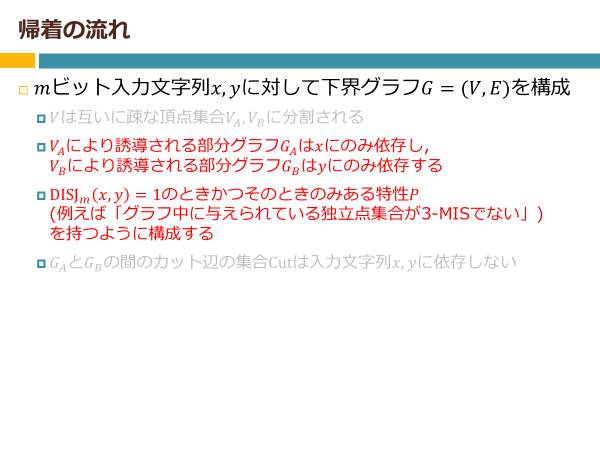 帰着の流れ
𝑚ビット入力文字列𝑥, 𝑦に対して下界グラフ𝐺 = (𝑉, 𝐸)を構成
𝑉は互いに疎な頂点集合𝑉_𝐴, 𝑉_𝐵に分割される
𝑉_𝐴により誘導される部分グラフ𝐺_𝐴は𝑥にのみ依存し,
𝑉_𝐵により誘導される部分グラフ𝐺_𝐵は𝑦にのみ依存する
DISJ_𝑚(𝑥, 𝑦) = 1のときかつそのときのみある特性𝑃
(例えば「グラフ中に与えられている独立点集合が3-MISでない」)
を持つように構成する
𝐺_𝐴と𝐺_𝐵の間のカット辺の集合Cutは入力文字列𝑥, 𝑦に依存しない